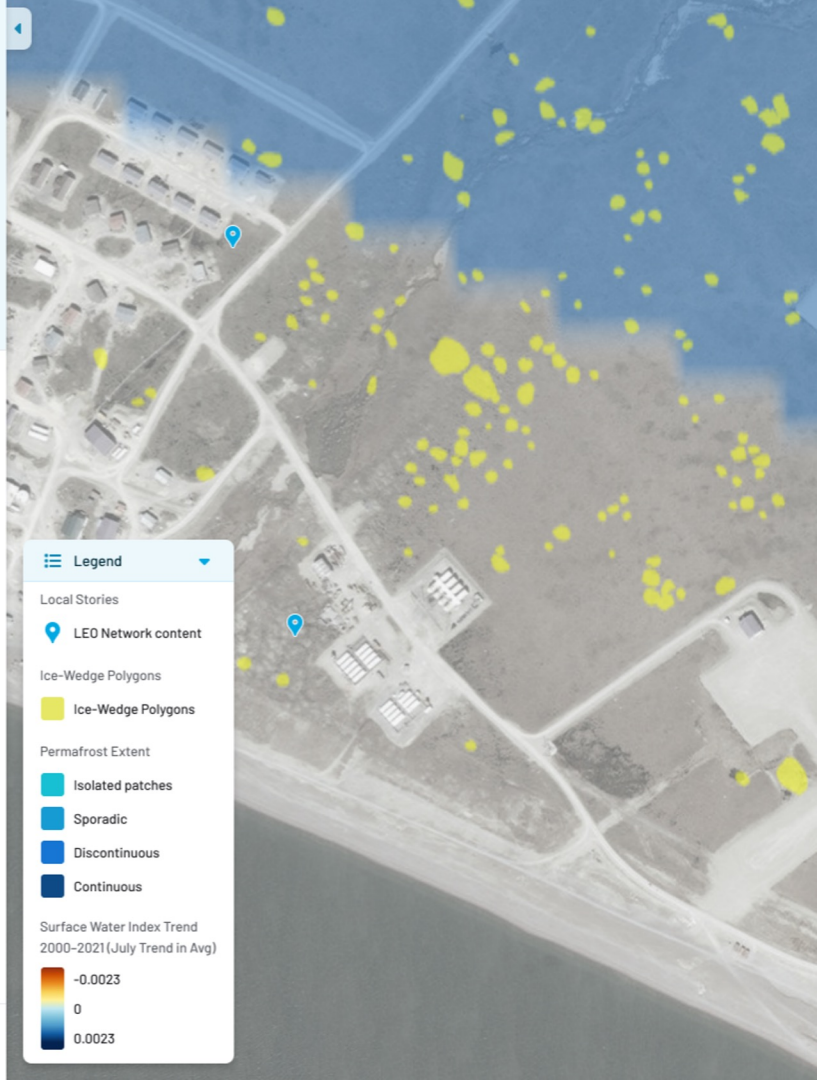 Legend
Local Stories
LEO Network content
Ice-Wedge Polygons
Ice-Wedge Polygons
Permafrost Extent
Isolated patches
Sporadic
Discontinuous
Continuous
Surface Water Index Trend
2000–2021 (July Trend in Avg)
-0.0023
0
0.0023